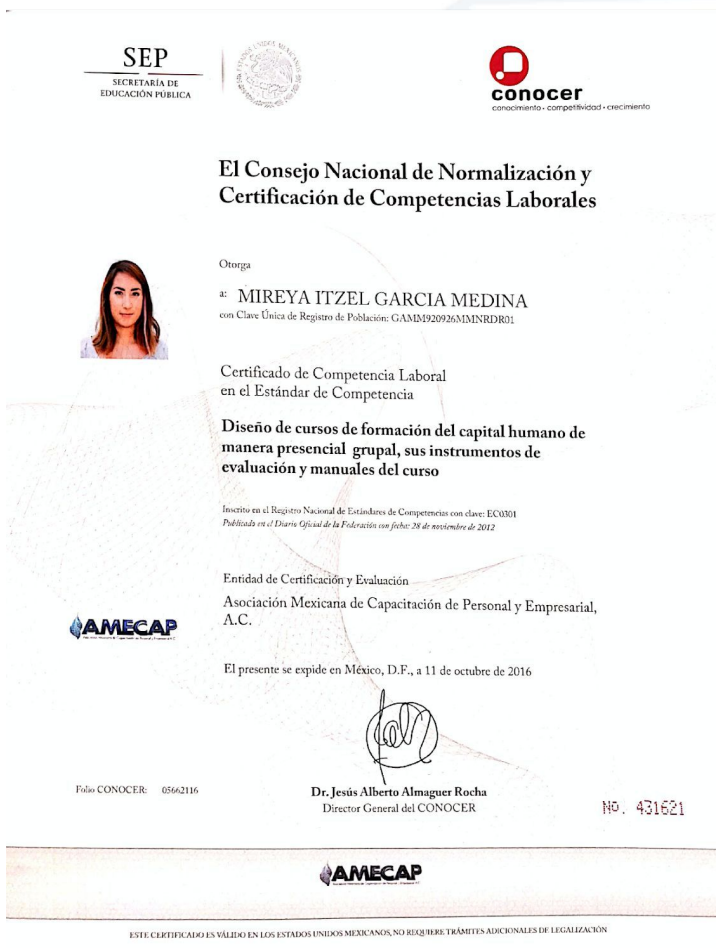 SEP
SECRETARÍA DE
EDUCACIÓN PÚBLICA
ESTADOS UNIDOS MEXICANOS
conocer
conocimiento • competitividad • crecimiento
El Consejo Nacional de Normalización y
Certificación de Competencias Laborales
Otorga
a: MIREYA ITZEL GARCIA MEDINA
con Clave Única de Registro de Población: GAMM920926MMNRDR01
Certificado de Competencia Laboral
en el Estándar de Competencia
Diseño de cursos de formación del capital humano de
manera presencial grupal, sus instrumentos de
evaluación y manuales del curso
Inscrito en el Registro Nacional de Estándares de Competencias con clave: EC0301
Publicado en el Diario Oficial de la Federación con fecha: 28 de noviembre de 2012
Entidad de Certificación y Evaluación
Asociación Mexicana de Capacitación de Personal y Empresarial,
A.C.
AMECAP
El presente se expide en México, D.F., a 11 de octubre de 2016
Folio CONOCER: 05662116
Dr. Jesús Alberto Almaguer Rocha
Director General del CONOCER
No. 431621
AMECAP
ESTE CERTIFICADO ES VÁLIDO EN LOS ESTADOS UNIDOS MEXICANOS, NO REQUIERE TRÁMITES ADICIONALES DE LEGALIZACIÓN